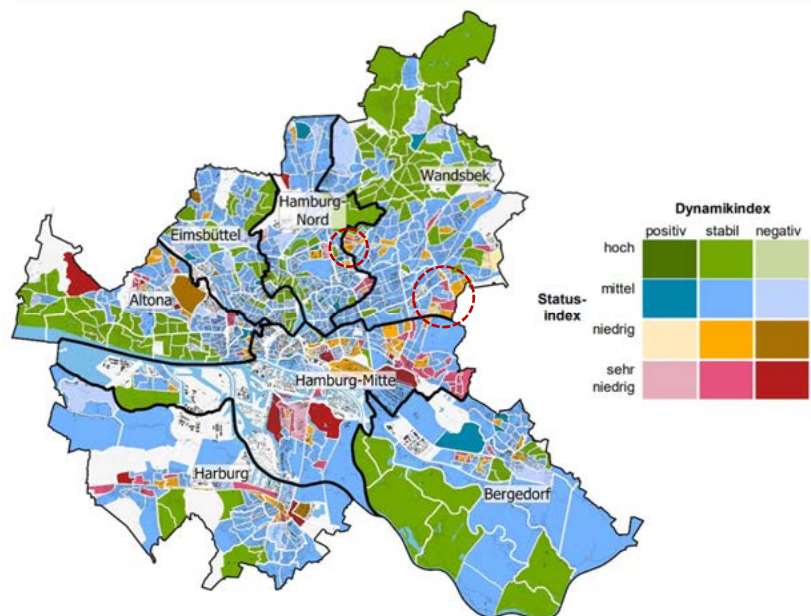 Wandsbek
Hamburg-
Nord
Eimsbüttel
Altona
Hamburg-Mitte
Harburg
Bergedorf
Dynamikindex
positiv stabil negativ
hoch
mittel
Status-
index
niedrig
sehr
niedrig